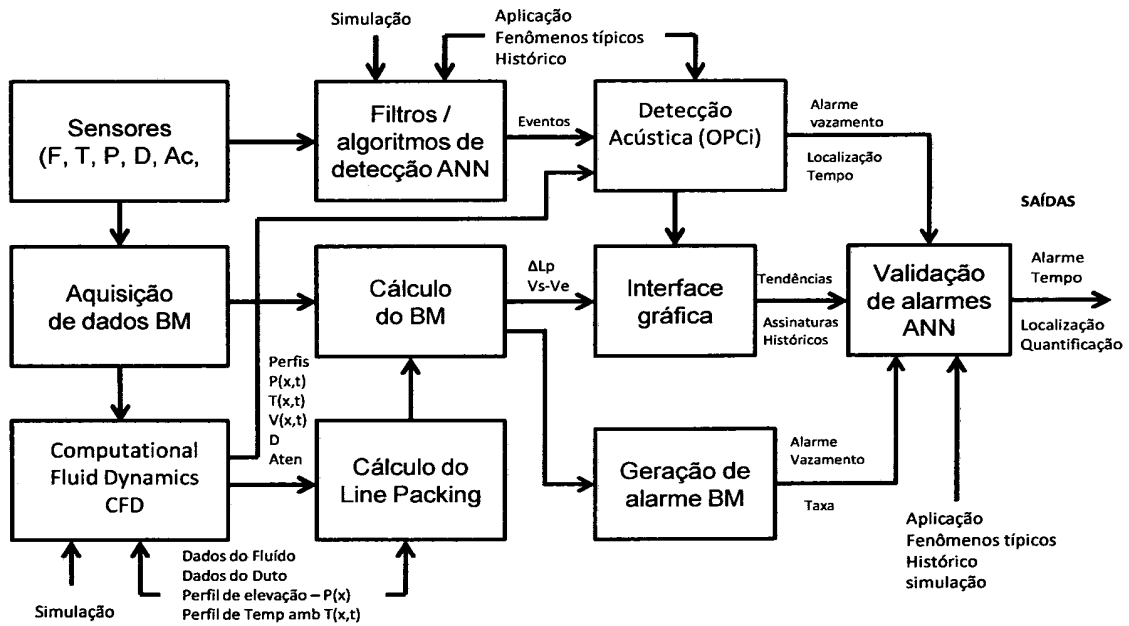 Simulação
Aplicação
Fenômenos típicos
Histórico
Sensores
(F, T, P, D, Ac,
Filtros /
algoritmos de
detecção ANN
Eventos
Detecção
Acústica (OPCi)
Alarme
vazamento
Localização
Tempo
SAÍDAS
Aquisição
de dados BM
Cálculo
do BM
ΔLp
Vs-Ve
Interface
gráfica
Tendências
Assinaturas
Históricos
Validação
de alarmes
ANN
Alarme
Tempo
Localização
Quantificação
Perfis
P(x,t)
T(x,t)
V(x,t)
D
Aten
Computational
Fluid Dynamics
CFD
Cálculo do
Line Packing
Geração de
alarme BM
Alarme
Vazamento
Taxa
Aplicação
Fenômenos típicos
Histórico
simulação
Simulação
Dados do Fluído
Dados do Duto
Perfil de elevação – P(x)
Perfil de Temp amb T(x,t)